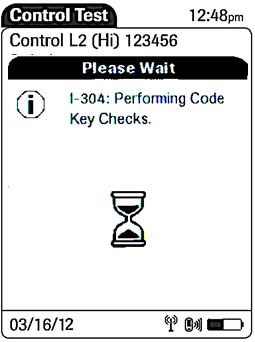 Control Test 12:48pm
Control L2 (Hi) 123456
Please Wait
I-304: Performing Code
Key Checks.
03/16/12